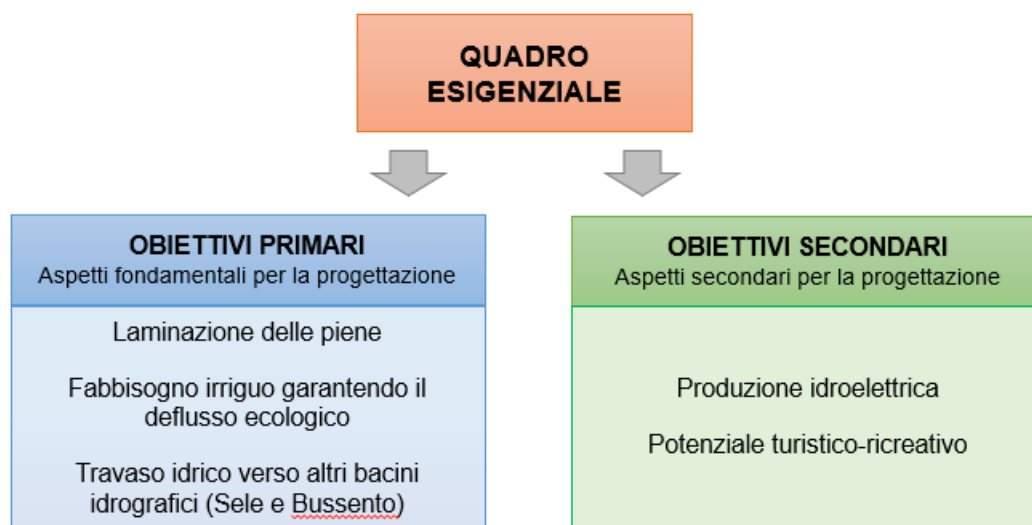 QUADRO
ESIGENZIALE
OBIETTIVI PRIMARI
Aspetti fondamentali per la progettazione
Laminazione delle piene
Fabbisogno irriguo garantendo il
deflusso ecologico
Travaso idrico verso altri bacini
idrografici (Sele e Bussento)
OBIETTIVI SECONDARI
Aspetti secondari per la progettazione
Produzione idroelettrica
Potenziale turistico-ricreativo